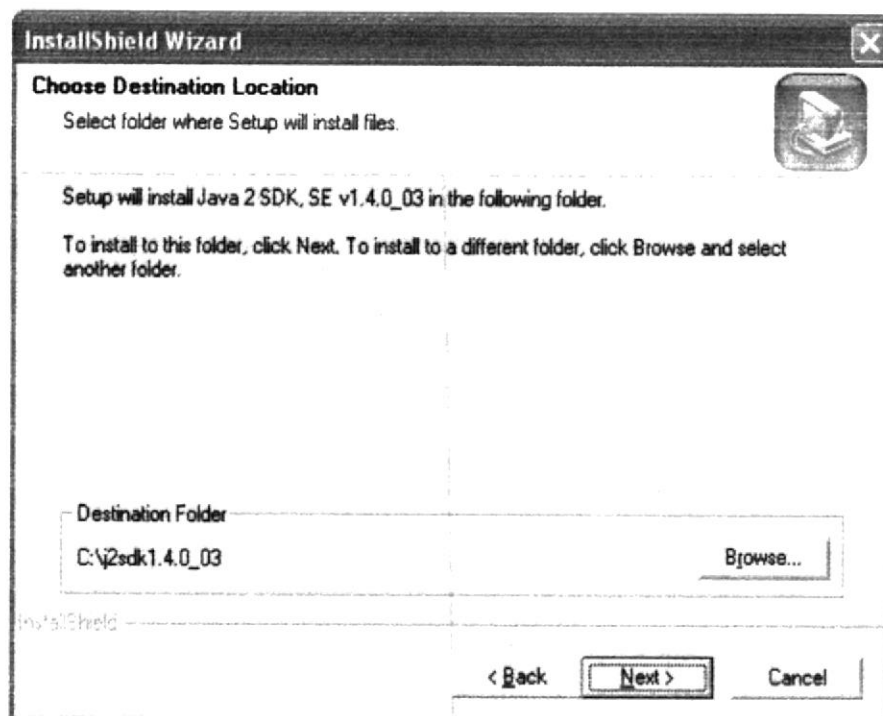 InstallShield Wizard
Choose Destination Location
Select folder where Setup will install files.
Setup will install Java 2 SDK, SE v1.4.0_03 in the following folder.
To install to this folder, click Next. To install to a different folder, click Browse and select
another folder.
Destination Folder
C:\j2sdk1.4.0_03
Browse...
InstallShield
< Back
Next >
Cancel